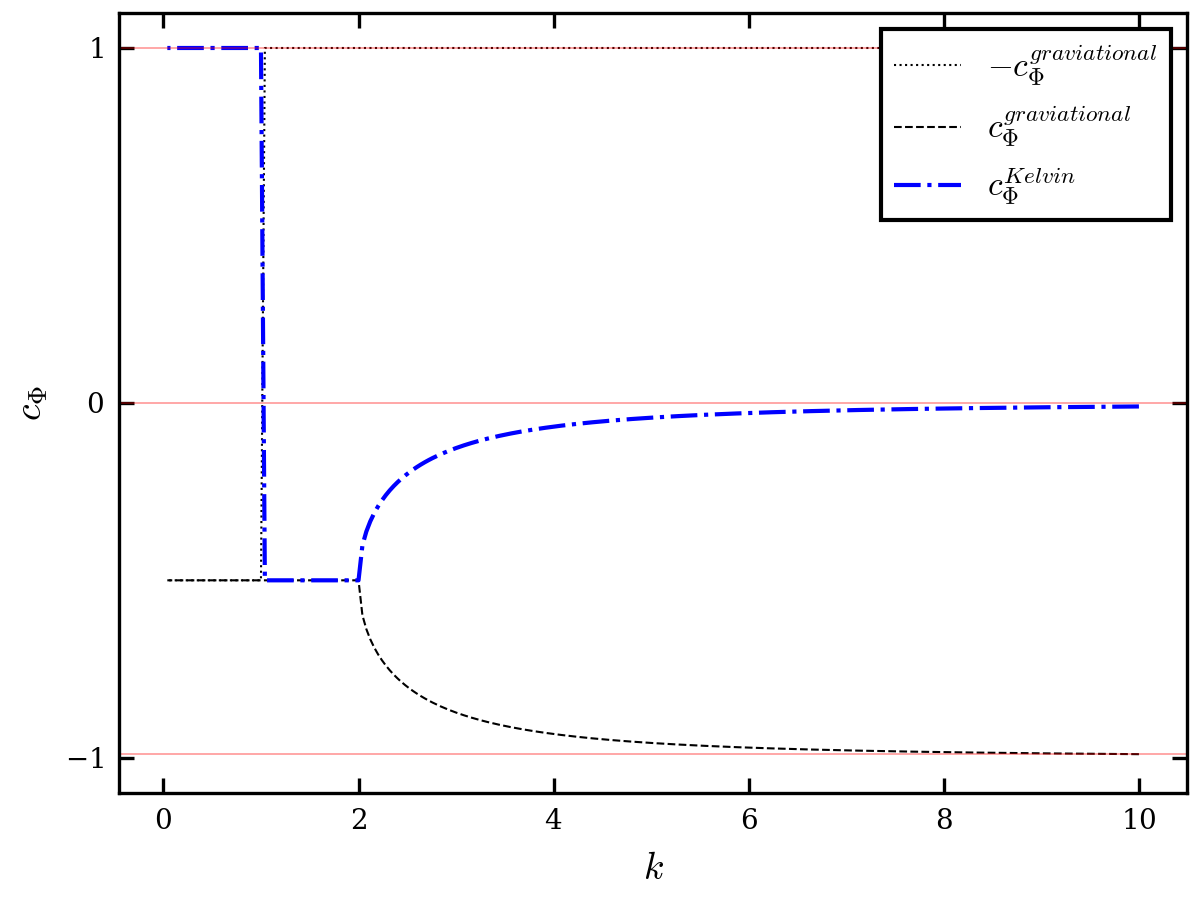 1
0
−1
c_Φ
0 2 4 6 8 10
k
−c_Φ^{graviational}
c_Φ^{graviational}
c_Φ^{Kelvin}